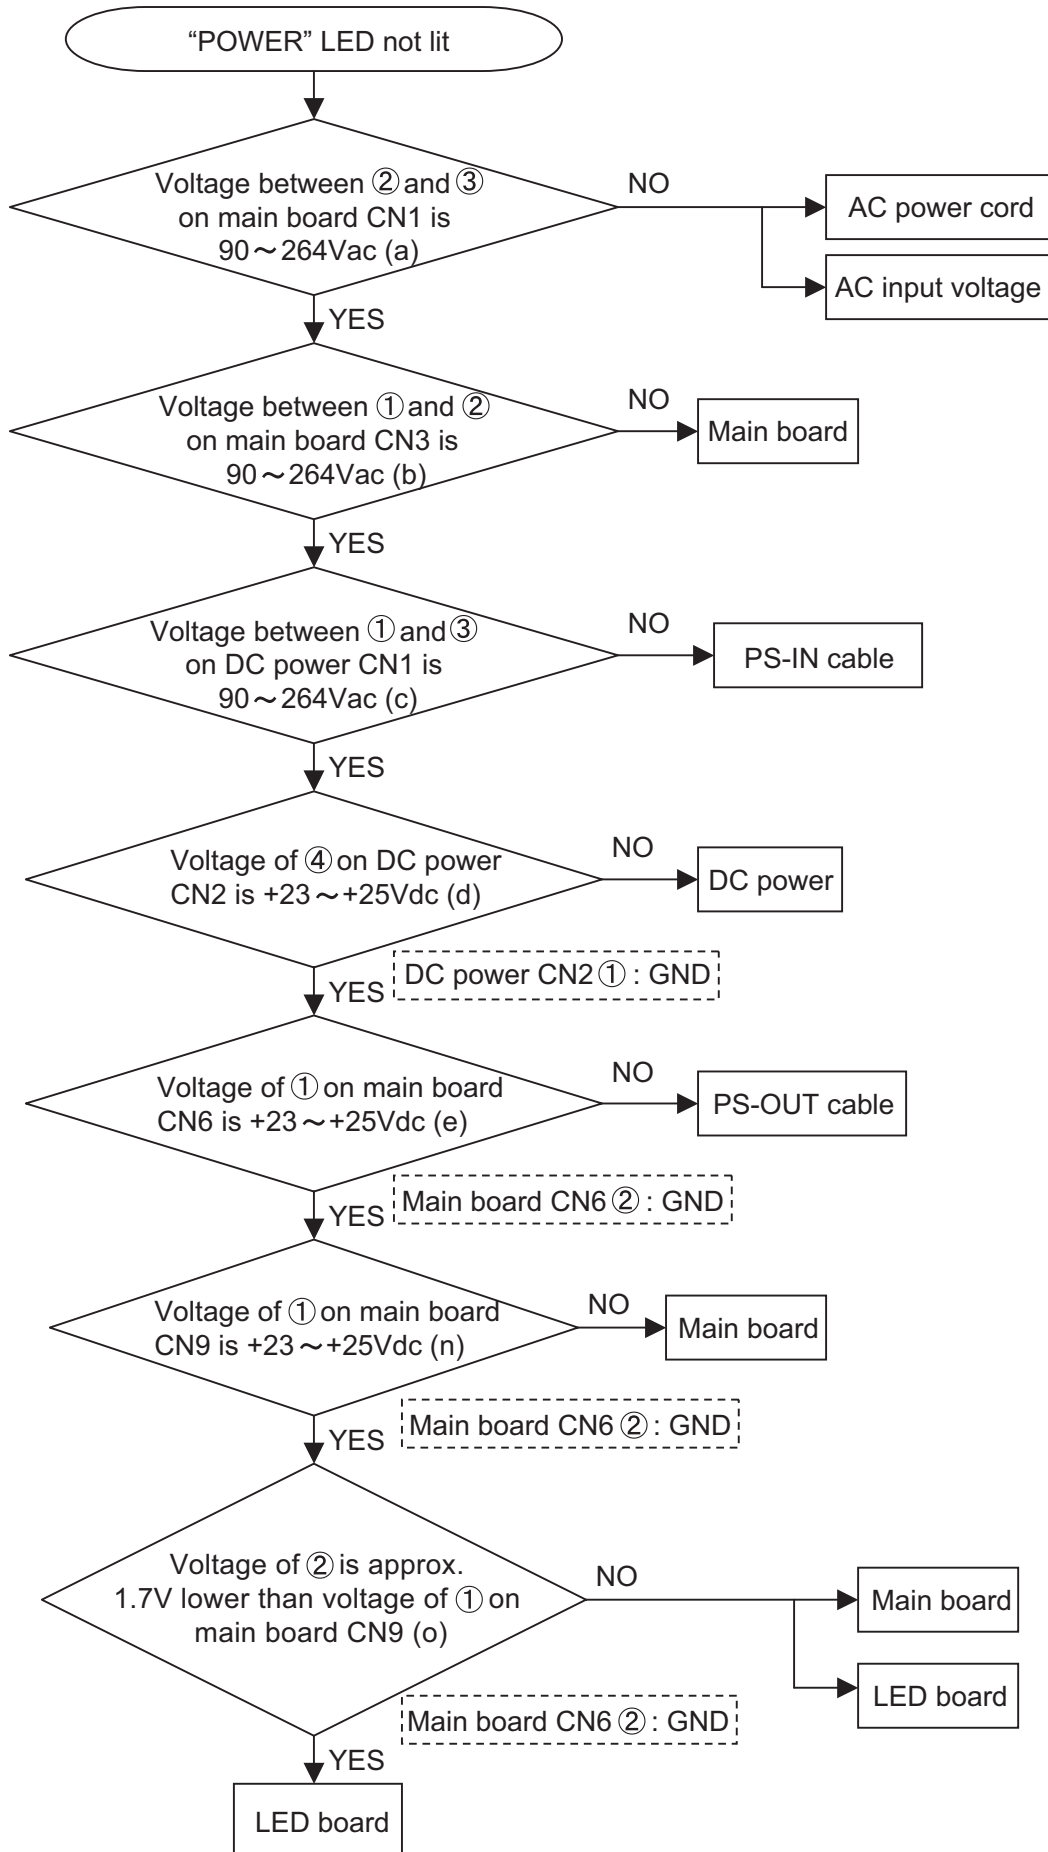 “POWER” LED not lit
Voltage between ② and ③
on main board CN1 is
90～264Vac (a)
NO
AC power cord
AC input voltage
YES
Voltage between ① and ②
on main board CN3 is
90～264Vac (b)
NO
Main board
YES
Voltage between ① and ③
on DC power CN1 is
90～264Vac (c)
NO
PS-IN cable
YES
Voltage of ④ on DC power
CN2 is +23～+25Vdc (d)
NO
DC power
DC power CN2 ① : GND
YES
Voltage of ① on main board
CN6 is +23～+25Vdc (e)
NO
PS-OUT cable
Main board CN6 ② : GND
YES
Voltage of ① on main board
CN9 is +23～+25Vdc (n)
NO
Main board
Main board CN6 ② : GND
YES
Voltage of ② is approx.
1.7V lower than voltage of ① on
main board CN9 (o)
NO
Main board
LED board
Main board CN6 ② : GND
YES
LED board